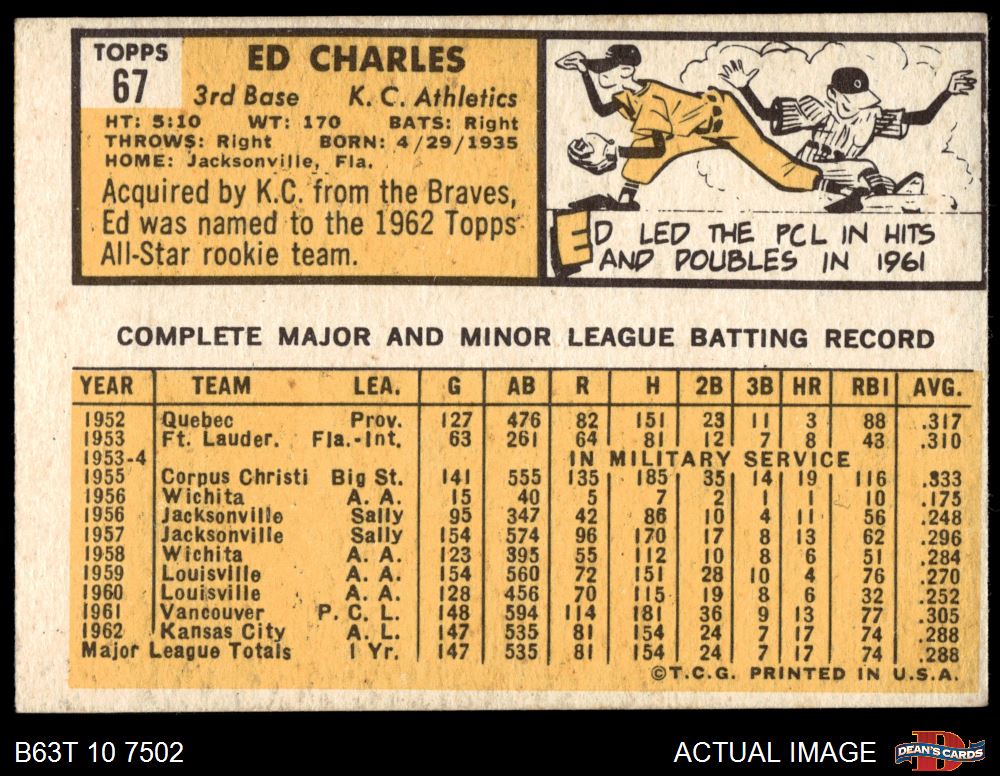 TOPPS
67
ED CHARLES
3rd Base K. C. Athletics
HT: 5:10 WT: 170 BATS: Right
THROWS: Right BORN: 4/29/1935
HOME: Jacksonville, Fla.
Acquired by K.C. from the Braves,
Ed was named to the 1962 Topps
All-Star rookie team.
ED LED THE PCL IN HITS
AND DOUBLES IN 1961
COMPLETE MAJOR AND MINOR LEAGUE BATTING RECORD
YEAR TEAM LEA. G AB R H 2B 3B HR RBI AVG.
1952 Quebec Prov. 127 476 82 151 23 11 3 88 .317
1953 Ft. Lauder. Fla.-Int. 63 261 64 81 12 7 8 43 .310
1953-4 IN MILITARY SERVICE
1955 Corpus Christi Big St. 141 555 135 185 35 14 19 116 .333
1956 Wichita A. A. 15 40 5 7 2 1 1 10 .175
1956 Jacksonville Sally 95 347 42 86 10 4 11 56 .248
1957 Jacksonville Sally 154 574 96 170 17 8 13 62 .296
1958 Wichita A. A. 123 395 55 112 10 8 6 51 .284
1959 Louisville A. A. 154 560 72 151 28 10 4 76 .270
1960 Louisville A. A. 128 456 70 115 19 8 6 32 .252
1961 Vancouver P. C. L. 148 594 114 181 36 9 13 77 .305
1962 Kansas City A. L. 147 535 81 154 24 7 17 74 .288
Major League Totals 1 Yr. 147 535 81 154 24 7 17 74 .288
©T.C.G. PRINTED IN U.S.A.
B63T 10 7502 ACTUAL IMAGE DEAN'S CARDS